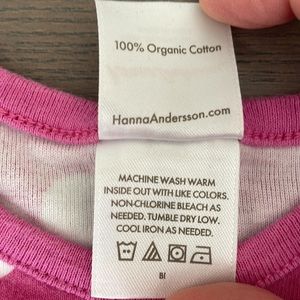 100% Organic Cotton
HannaAndersson.com
MACHINE WASH WARM
INSIDE OUT WITH LIKE COLORS.
NON-CHLORINE BLEACH AS
NEEDED. TUMBLE DRY LOW.
COOL IRON AS NEEDED.